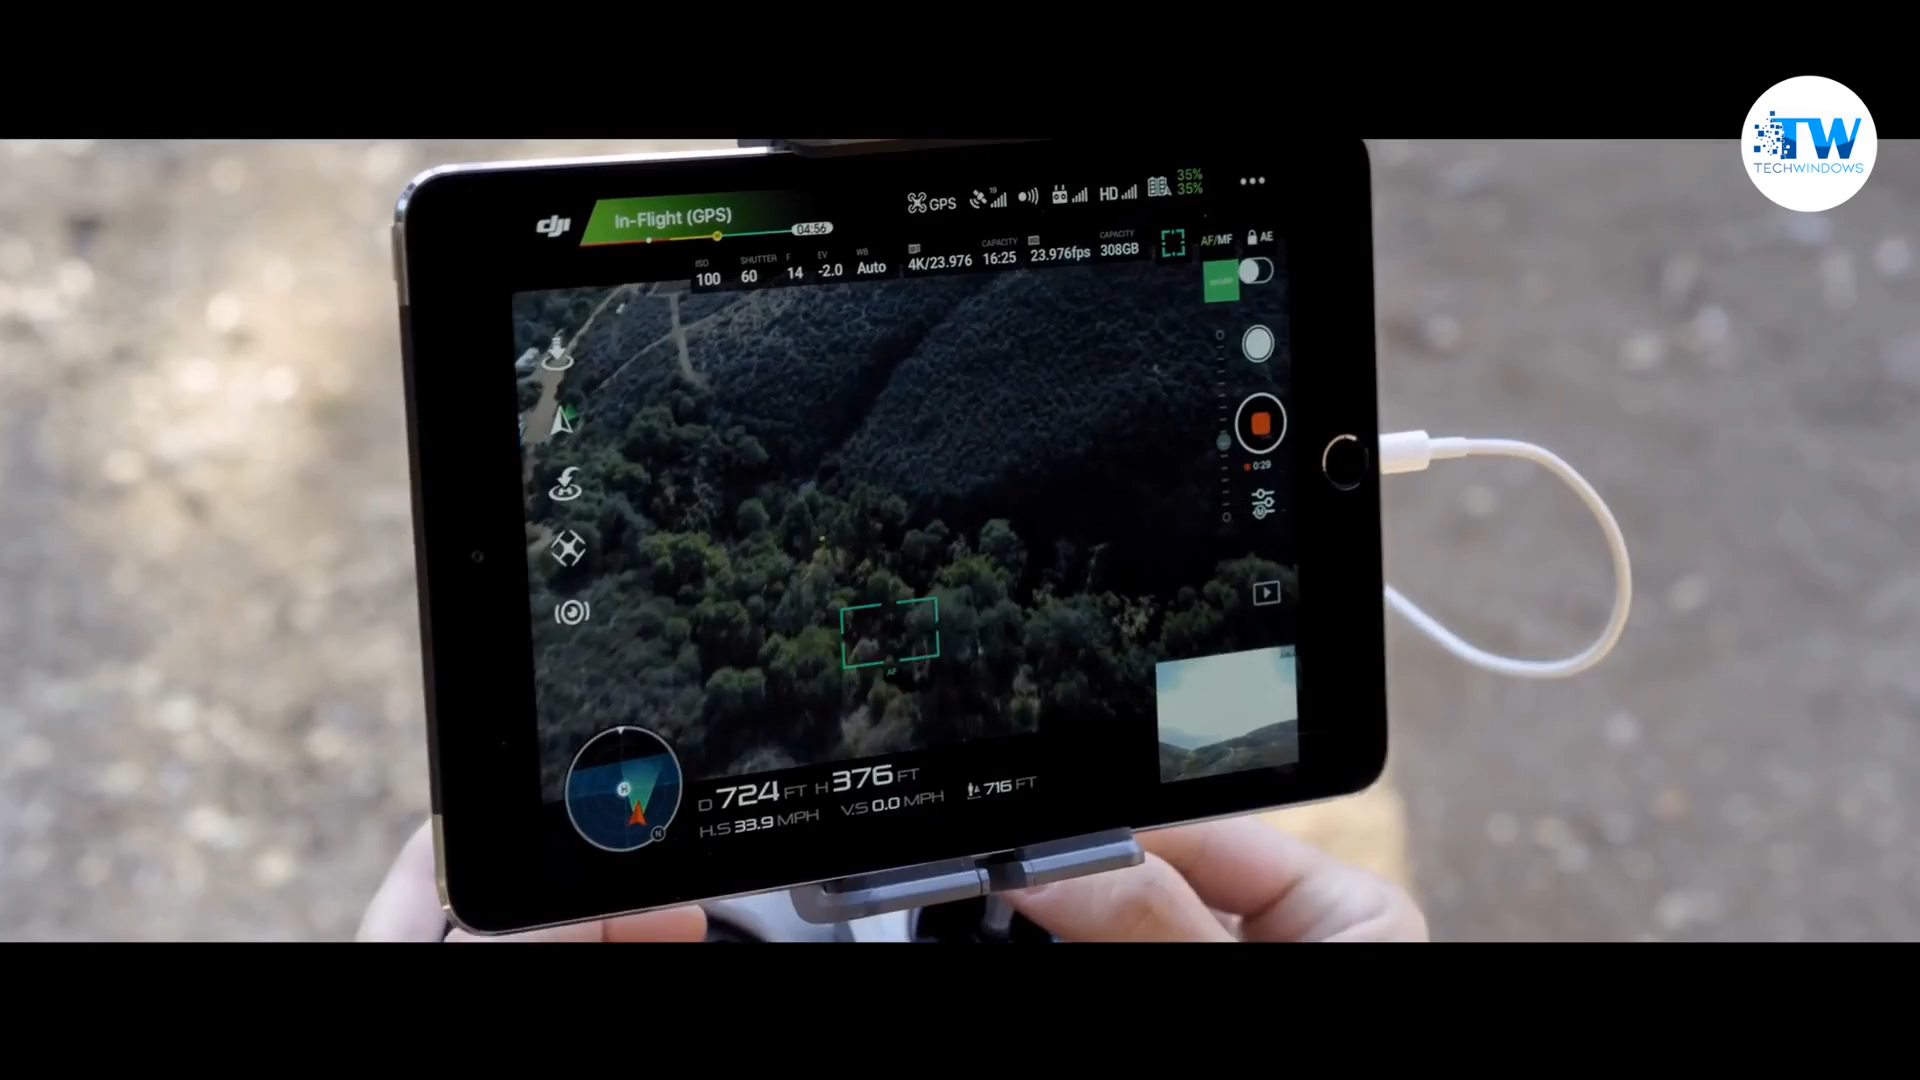 TW
TECHWINDOWS
dji
In-Flight (GPS)
04:56
GPS
19
HD
35%
35%
ISO
100
SHUTTER
60
F
14
EV
-2.0
WB
Auto
4K/23.976
CAPACITY
16:25
23.976fps
CAPACITY
308GB
AF/MF
AE
0:29
M
AF
H
N
D 724 FT H 376 FT
H.S 33.9 MPH V.S 0.0 MPH 716 FT